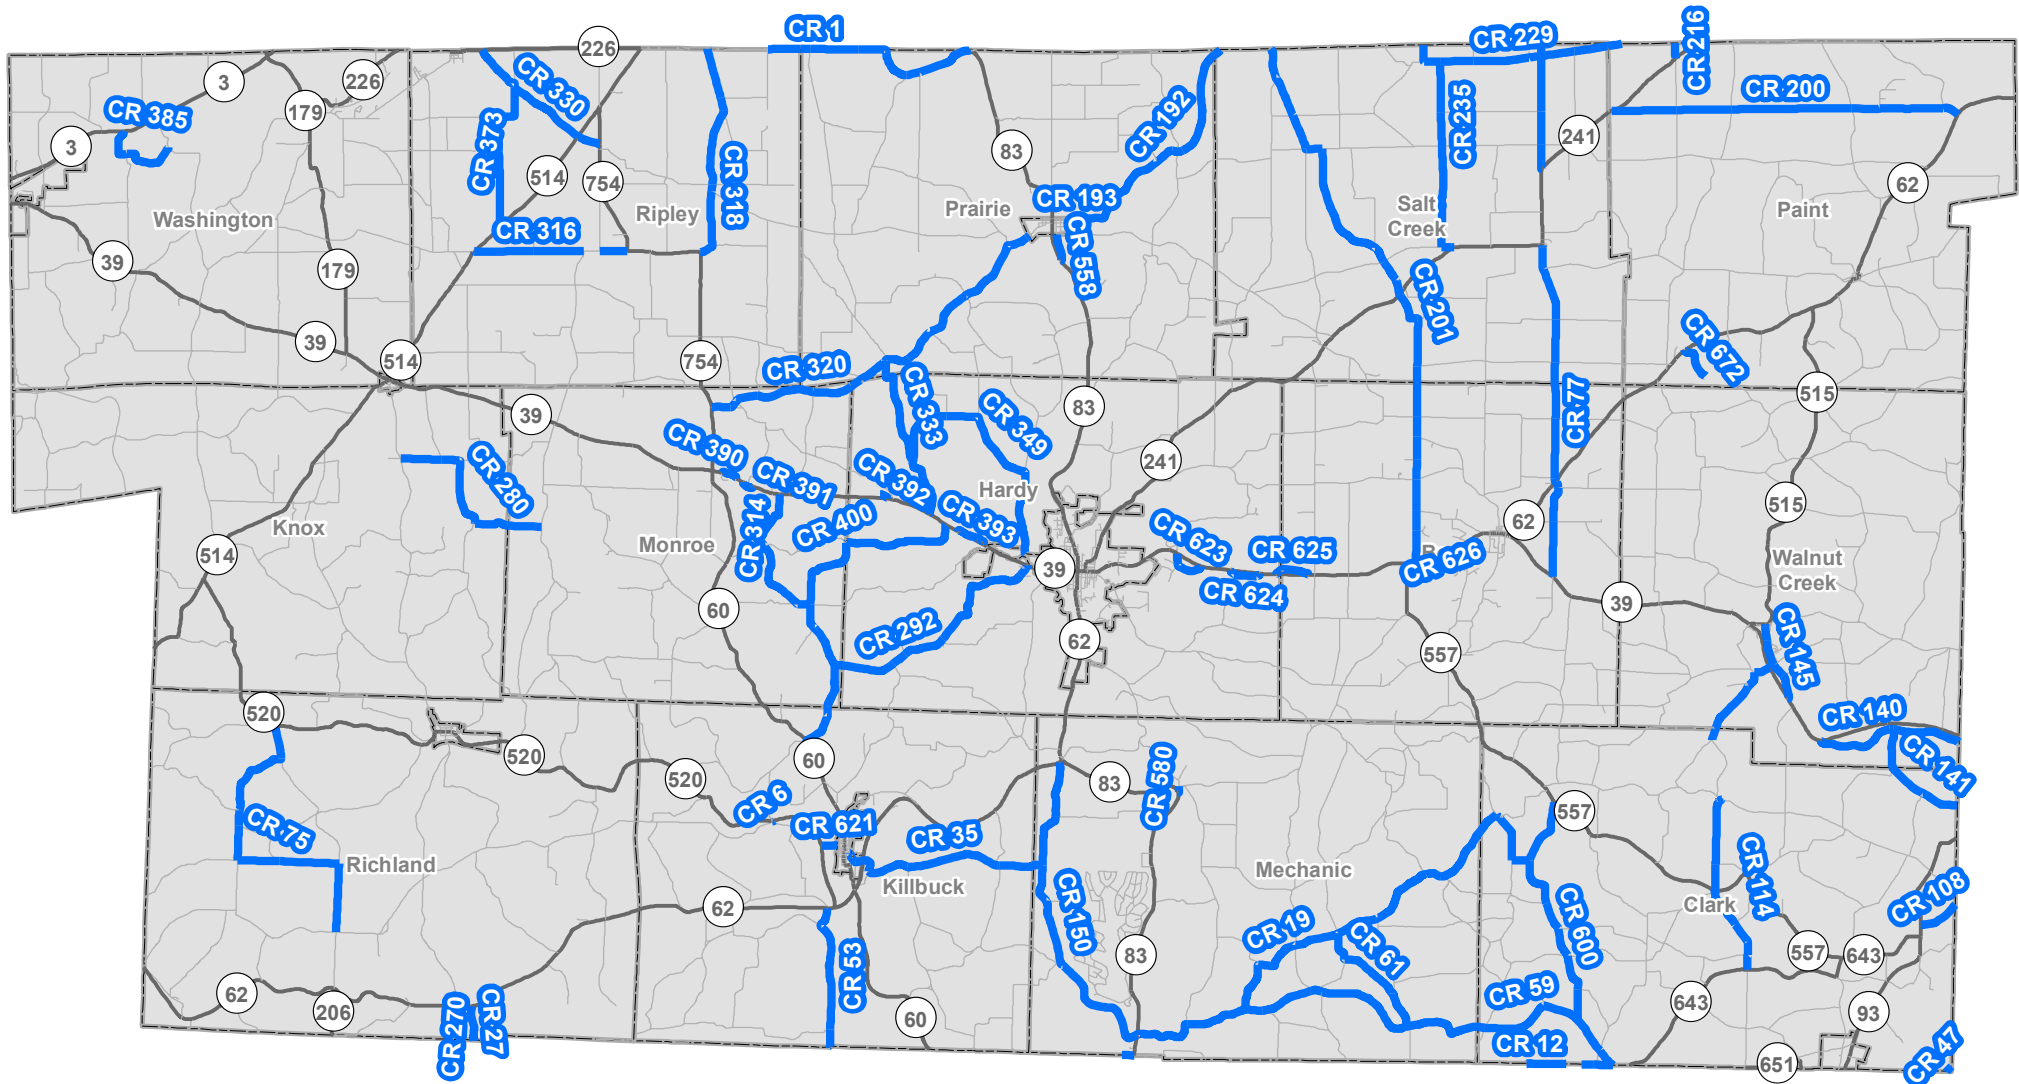 CR 1
CR 229
CR 216
226
3
226
179
CR 385
3
CR 330
CR 373
514
754
CR 318
83
CR 192
CR 235
241
CR 200
62
Washington
39
179
CR 316
Ripley
Prairie
CR 193
CR 558
Salt
Creek
Paint
CR 201
39
514
754
CR 320
CR 672
515
39
CR 333
CR 349
83
CR 77
CR 390
CR 391
CR 392
CR 393
Hardy
241
CR 280
Knox
514
Monroe
CR 314
CR 400
39
CR 623
CR 625
CR 624
CR 626
62
515
Walnut
Creek
39
60
CR 292
62
557
CR 145
520
520
520
60
83
CR 580
CR 140
CR 141
CR 6
CR 621
CR 35
557
CR 75
Richland
Killbuck
Mechanic
62
CR 150
CR 114
Clark
CR 108
CR 19
CR 61
CR 600
83
557
643
62
206
CR 270
CR 27
CR 53
60
CR 59
CR 12
643
93
651
CR 47